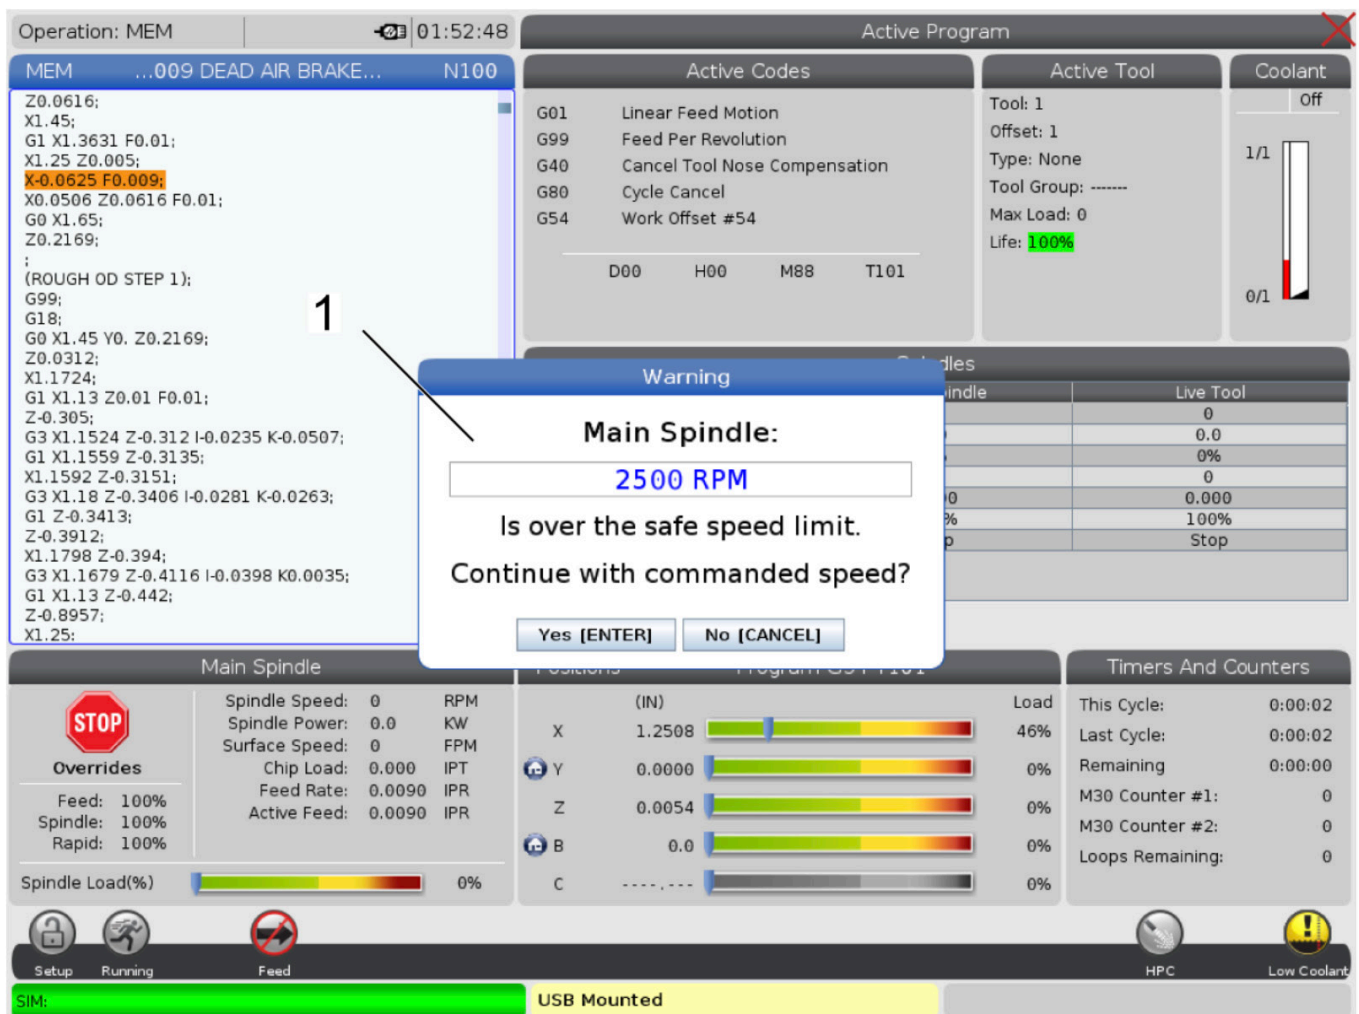 Operation: MEM
01:52:48
Active Program
MEM ...009 DEAD AIR BRAKE... N100
Z0.0616;
X1.45;
G1 X1.3631 F0.01;
X1.25 Z0.005;
X-0.0625 F0.009;
X0.0506 Z0.0616 F0.01;
G0 X1.65;
Z0.2169;
;
(ROUGH OD STEP 1);
G99;
G18;
G0 X1.45 Y0. Z0.2169;
Z0.0312;
X1.1724;
G1 X1.13 Z0.01 F0.01;
Z-0.305;
G3 X1.1524 Z-0.312 I-0.0235 K-0.0507;
G1 X1.1559 Z-0.3135;
X1.1592 Z-0.3151;
G3 X1.18 Z-0.3406 I-0.0281 K-0.0263;
G1 Z-0.3413;
Z-0.3912;
X1.1798 Z-0.394;
G3 X1.1679 Z-0.4116 I-0.0398 K0.0035;
G1 X1.13 Z-0.442;
Z-0.8957;
X1.25:
1
Active Codes
G01 Linear Feed Motion
G99 Feed Per Revolution
G40 Cancel Tool Nose Compensation
G80 Cycle Cancel
G54 Work Offset #54
D00 H00 M88 T101
Active Tool
Tool: 1
Offset: 1
Type: None
Tool Group: -------
Max Load: 0
Life: 100%
Coolant
Off
1/1
0/1
Live Tool
0
0.0
0%
0
0.000
100%
Stop
Warning
Main Spindle:
2500 RPM
Is over the safe speed limit.
Continue with commanded speed?
Yes [ENTER] No [CANCEL]
Main Spindle
STOP
Overrides
Feed: 100%
Spindle: 100%
Rapid: 100%
Spindle Speed: 0 RPM
Spindle Power: 0.0 KW
Surface Speed: 0 FPM
Chip Load: 0.000 IPT
Feed Rate: 0.0090 IPR
Active Feed: 0.0090 IPR
Spindle Load(%) 0%
(IN) Load
X 1.2508 46%
Y 0.0000 0%
Z 0.0054 0%
B 0.0 0%
C ----.--- 0%
Timers And Counters
This Cycle: 0:00:02
Last Cycle: 0:00:02
Remaining 0:00:00
M30 Counter #1: 0
M30 Counter #2: 0
Loops Remaining: 0
Setup Running Feed HPC Low Coolant
SIM:
USB Mounted